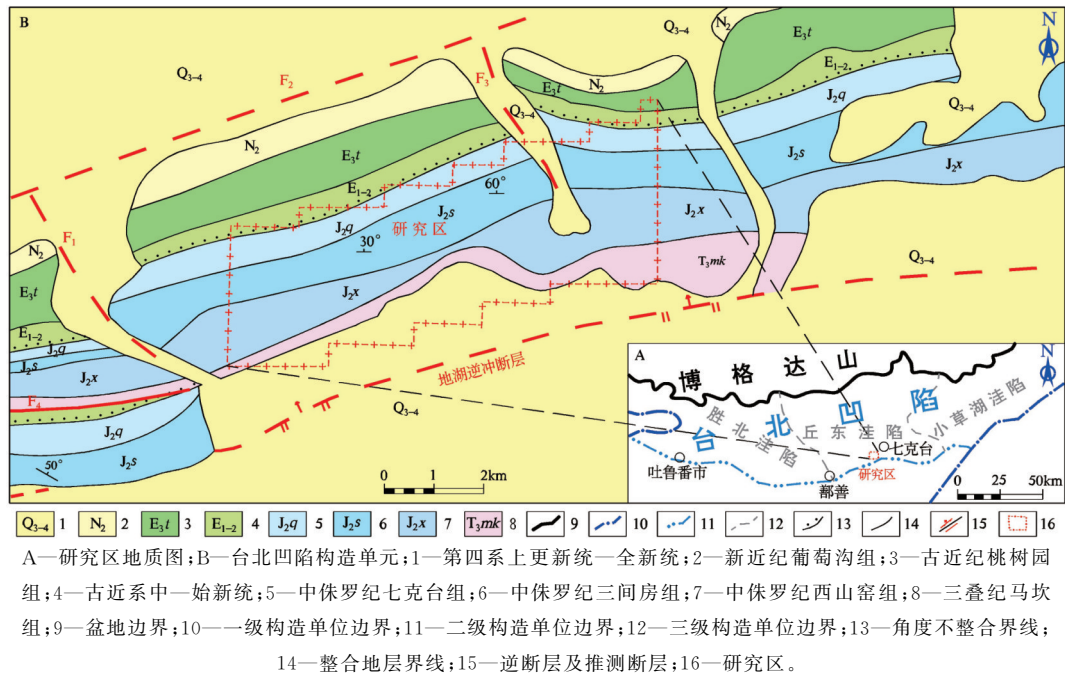 B
N
Q₃₋₄
F₂
F₃
N₂
E₃t
E₁₋₂
J₂q
Q₃₋₄
N₂
E₃t
Q₃₋₄
N₂
E₃t
E₁₋₂
J₂q
J₂s
J₂x
60°
研究区
30°
J₂s
J₂q
J₂x
J₂x
T₃mk
Q₃₋₄
F₁
N₂
E₃t
E₁₋₂
J₂q
J₂s
J₂x
F₄
J₂q
J₂s
50°
地湖逆冲断层
Q₃₋₄
0 1 2km
A
N
博格达山
台北凹陷
胜北洼陷
丘东洼陷
小草湖洼陷
七克台
研究区
吐鲁番市
鄯善
0 25 50km
Q₃₋₄ 1 N₂ 2 E₃t 3 E₁₋₂ 4 J₂q 5 J₂s 6 J₂x 7 T₃mk 8 9 10 11 12 13 14 15 16
A—研究区地质图;B—台北凹陷构造单元;1—第四系上更新统—全新统;2—新近纪葡萄沟组;3—古近纪桃树园
组;4—古近系中—始新统;5—中侏罗纪七克台组;6—中侏罗纪三间房组;7—中侏罗纪西山窑组;8—三叠纪马坎
组;9—盆地边界;10—一级构造单位边界;11—二级构造单位边界;12—三级构造单位边界;13—角度不整合界线;
14—整合地层界线;15—逆断层及推测断层;16—研究区。